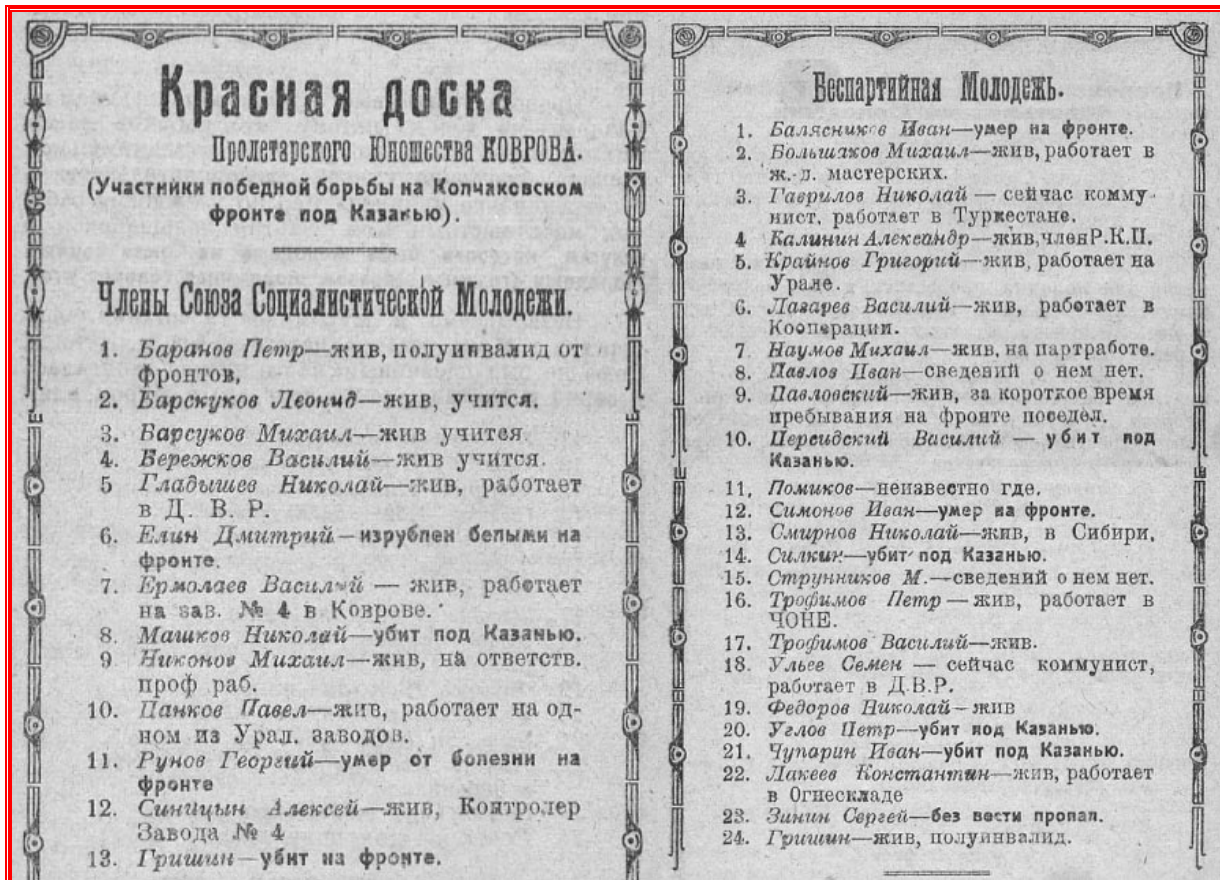 Красная доска
Пролетарского Юношества КОВРОВА.
(Участники победной борьбы на Колчаковском
фронте под Казанью).
Члены Союза Социалистической Молодежи.
1. Баранов Петр—жив, полуинвалид от
фронтов,
2. Барскуков Леонид—жив, учится.
3. Барсуков Михаил—жив учится
4. Бережков Василий—жив учится.
5 Гладышев Николай—жив, работает
в Д. В. Р.
6. Елин Дмитрий—изрублен белыми на
фронте.
7. Ермолаев Василий — жив, работает
на зав. № 4 в Коврове.
8. Машков Николай—убит под Казанью.
9. Никонов Михаил—жив, на ответств.
проф раб.
10. Панков Павел—жив, работает на од-
ном из Урал. заводов.
11. Рунов Георгий—умер от болезни на
фронте
12. Синицын Алексей—жив, Контролер
Завода № 4
13. Гришин—убит на фронте.
Беспартийная Молодежь.
1. Балясников Иван—умер на фронте.
2. Большаков Михаил—жив, работает в
ж.-д. мастерских.
3. Гаврилов Николай — сейчас комму-
нист, работает в Туркестане.
4 Калинин Александр—жив, член Р.К.П.
5. Крайнов Григорий—жив, работает на
Урале.
6. Лазарев Василий—жив, работает в
Кооперации.
7. Наумов Михаил—жив, на партработе.
8. Павлов Иван—сведений о нем нет.
9. Павловский—жив, за короткое время
пребывания на фронте поседел.
10. Персидский Василий — убит под
Казанью.
11, Помиков—неизвестно где.
12. Симонов Иван—умер на фронте.
13. Смирнов Николай—жив, в Сибири.
14. Силкин—убит под Казанью.
15. Струнников М.—сведений о нем нет.
16. Трофимов Петр — жив, работает в
ЧОНЕ.
17. Трофимов Василий—жив.
18. Ульев Семен — сейчас коммунист,
работает в Д.В.Р.
19. Федоров Николай—жив
20. Углов Петр—убит под Казанью.
21. Чупарин Иван—убит под Казанью.
22. Лакеев Константин—жив, работает
в Огнескладе
23. Зинин Сергей—без вести пропал.
24. Гришин—жив, полуинвалид.